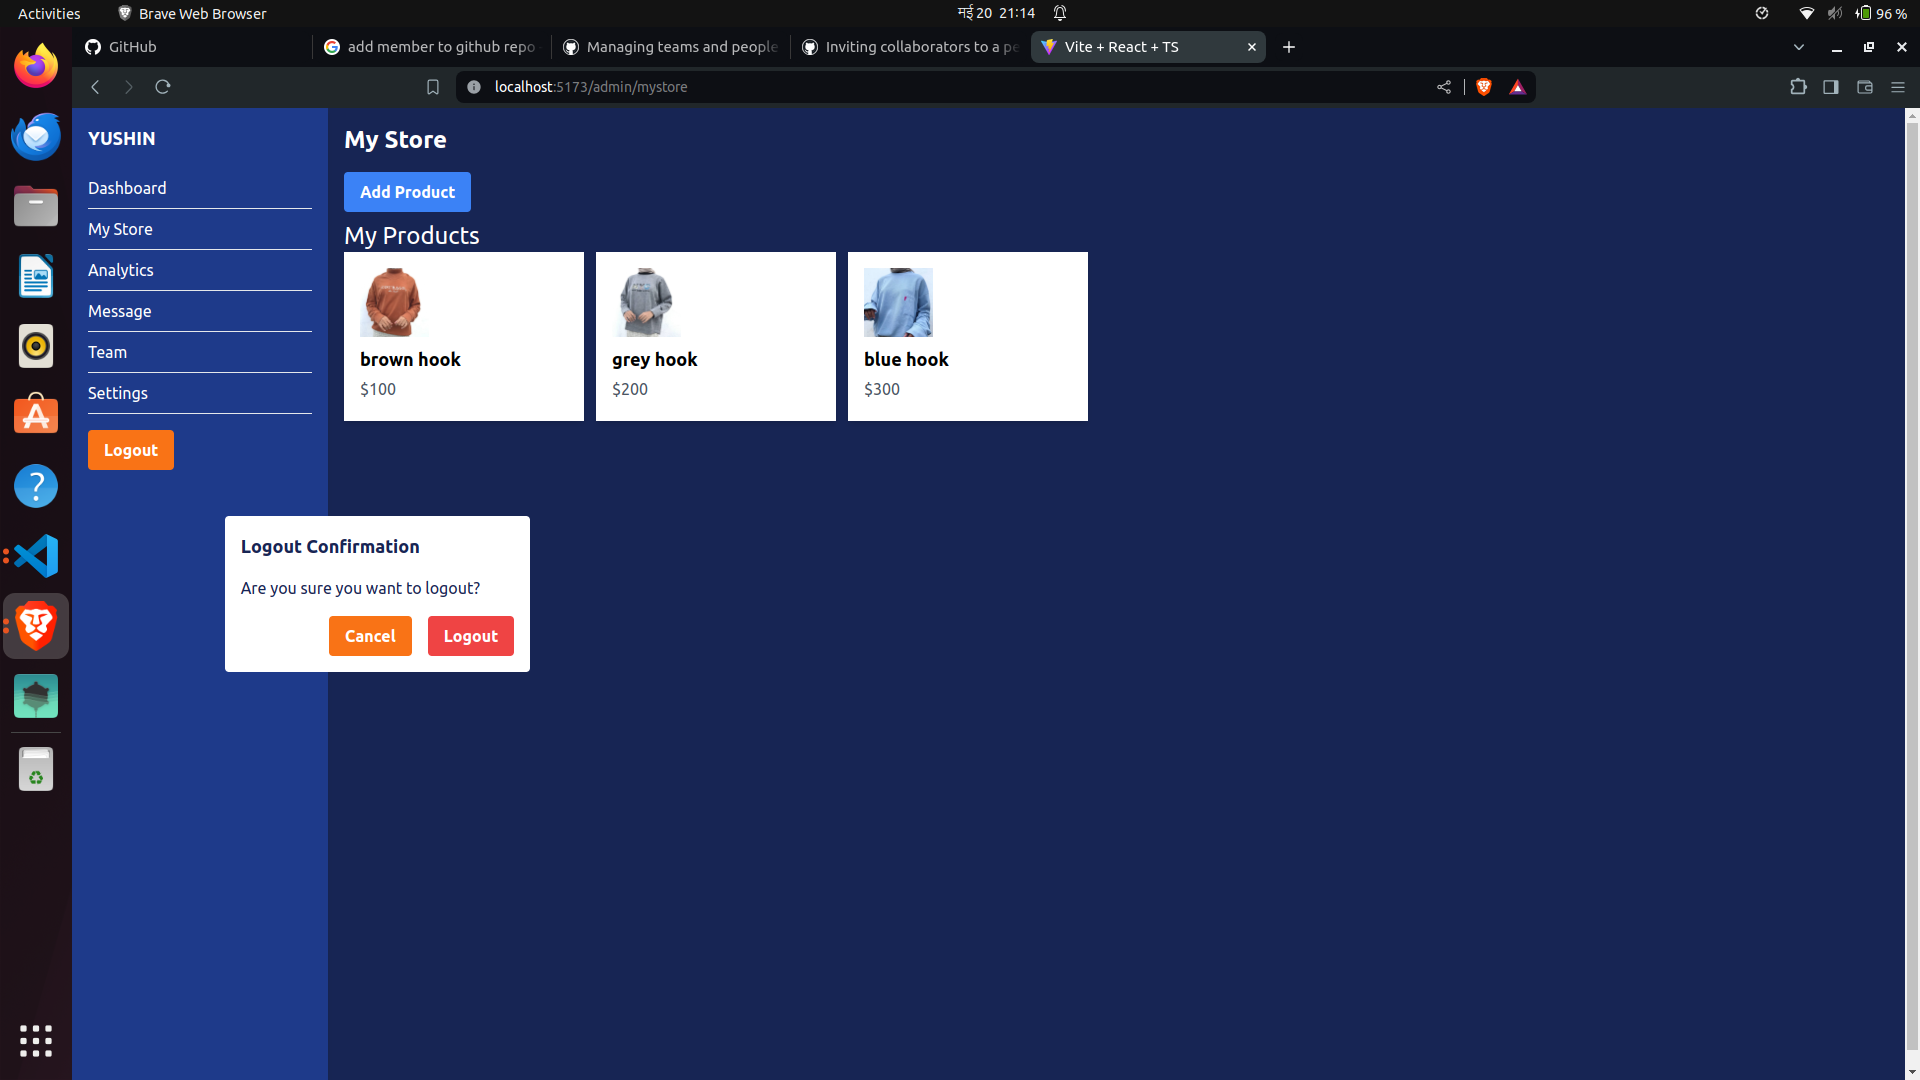 Activities
Brave Web Browser
मई 20 21:14
96 %
GitHub
add member to github repo
Managing teams and people
Inviting collaborators to a pe
Vite + React + TS
localhost:5173/admin/mystore
YUSHIN
Dashboard
My Store
Analytics
Message
Team
Settings
Logout
My Store
Add Product
My Products
brown hook
$100
grey hook
$200
blue hook
$300
Logout Confirmation
Are you sure you want to logout?
Cancel
Logout